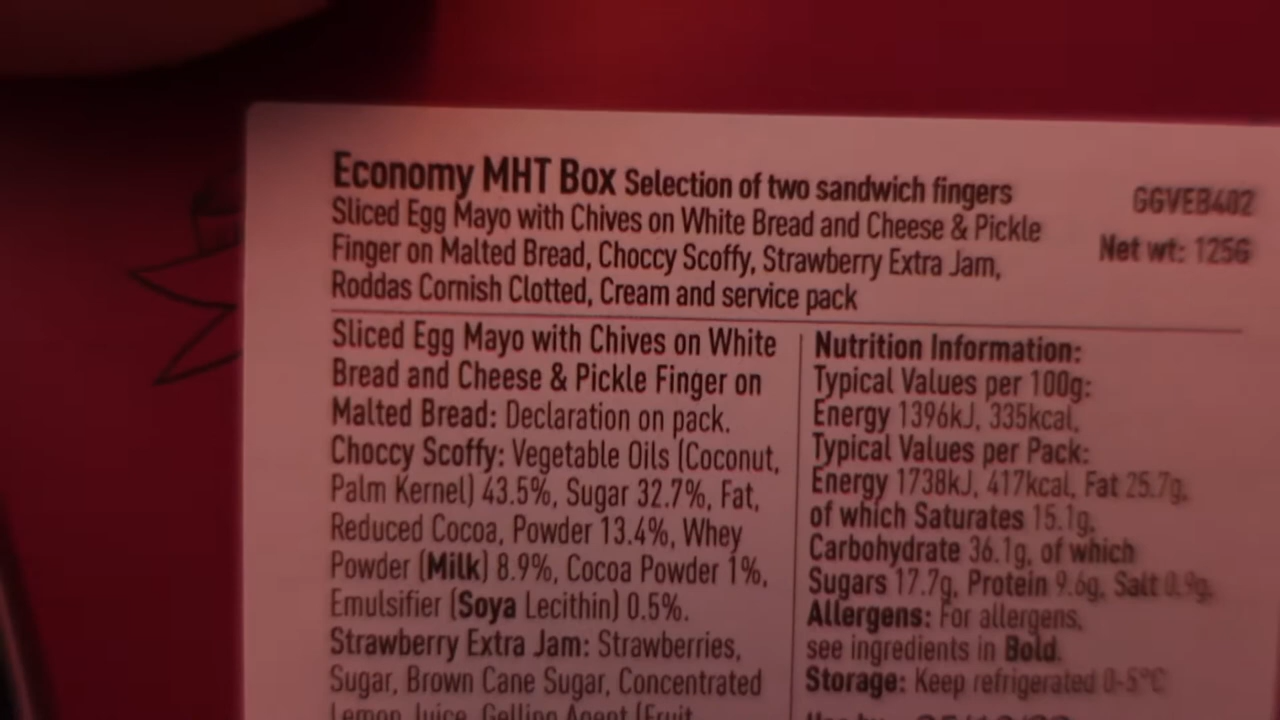 Economy MHT Box Selection of two sandwich fingers
Sliced Egg Mayo with Chives on White Bread and Cheese & Pickle
Finger on Malted Bread, Choccy Scoffy, Strawberry Extra Jam,
Roddas Cornish Clotted, Cream and service pack
GGVEB402
Net wt: 125G
Sliced Egg Mayo with Chives on White
Bread and Cheese & Pickle Finger on
Malted Bread: Declaration on pack.
Choccy Scoffy: Vegetable Oils (Coconut,
Palm Kernel) 43.5%, Sugar 32.7%, Fat,
Reduced Cocoa, Powder 13.4%, Whey
Powder (Milk) 8.9%, Cocoa Powder 1%,
Emulsifier (Soya Lecithin) 0.5%.
Strawberry Extra Jam: Strawberries,
Sugar, Brown Cane Sugar, Concentrated
Lemon Juice, Gelling Agent (Fruit
Nutrition Information:
Typical Values per 100g:
Energy 1396kJ, 335kcal,
Typical Values per Pack:
Energy 1738kJ, 417kcal, Fat 25.7g,
of which Saturates 15.1g,
Carbohydrate 36.1g, of which
Sugars 17.7g, Protein 9.6g, Salt 0.9g.
Allergens: For allergens,
see ingredients in Bold.
Storage: Keep refrigerated 0-5°C